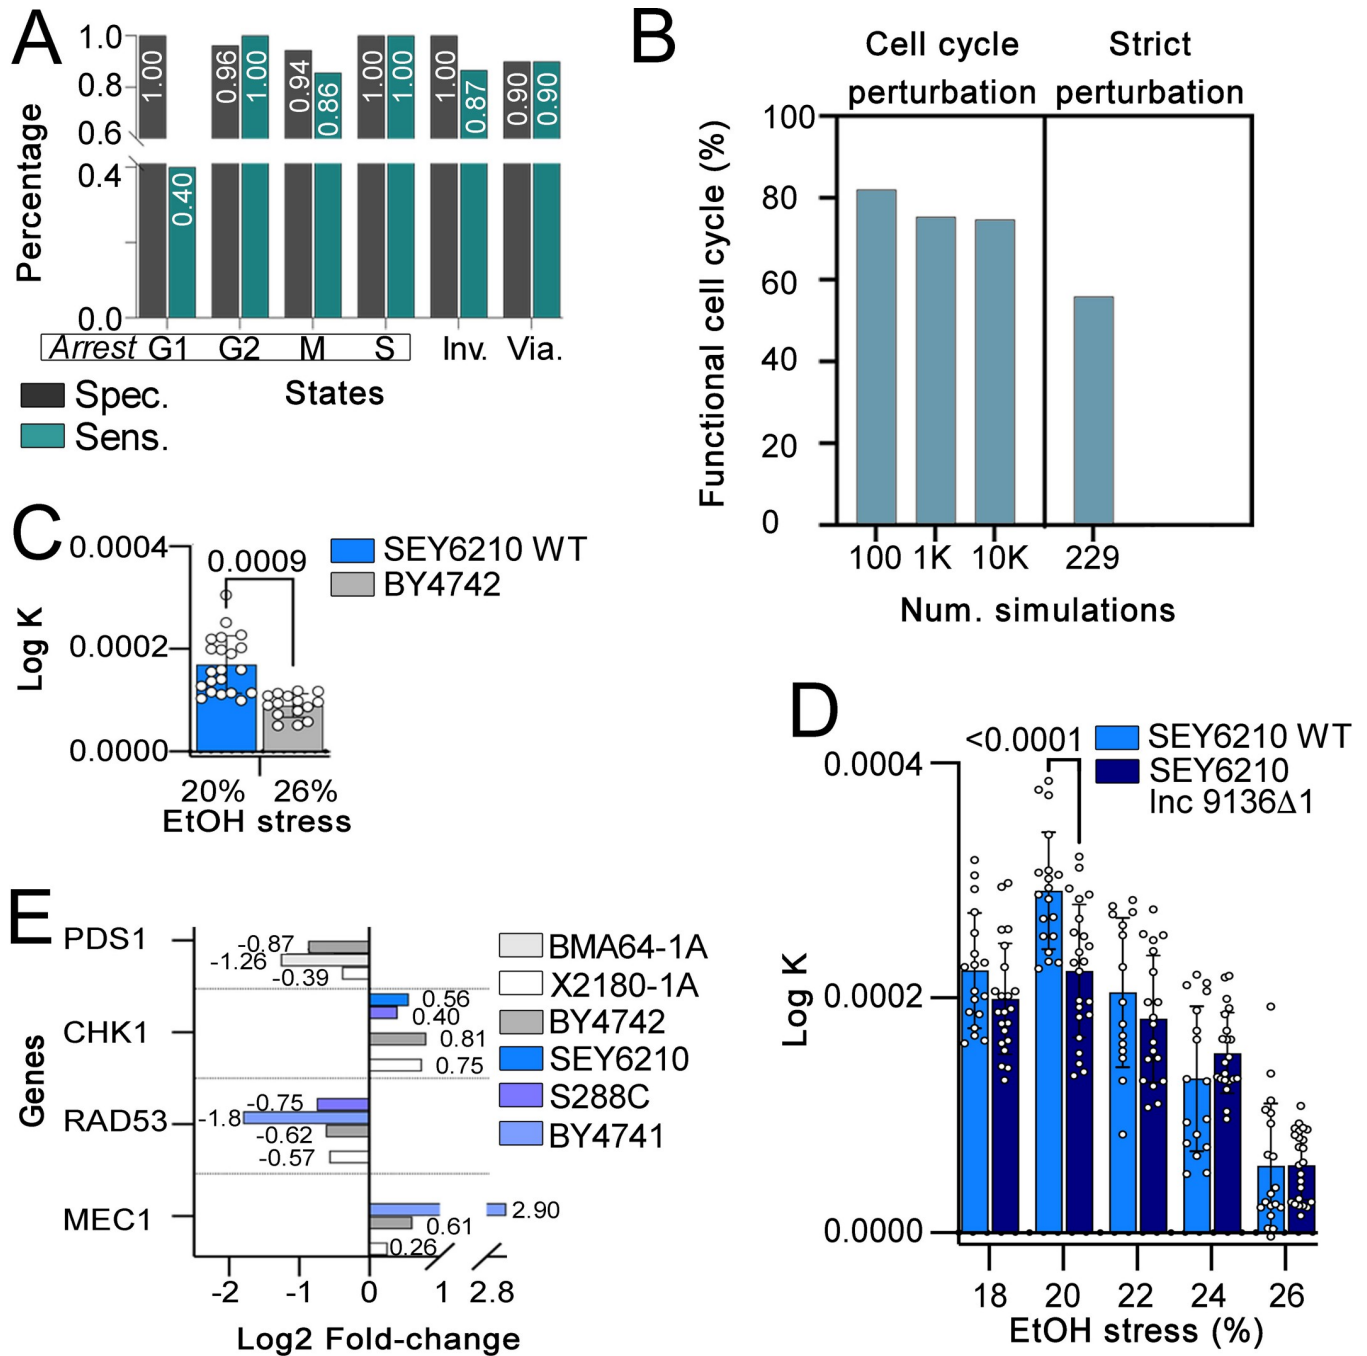 A
Percentage
1.0
0.8
0.6
0.4
0.0
1.00
0.40
0.96
1.00
0.94
0.86
1.00
1.00
1.00
0.87
0.90
0.90
Arrest G1 G2 M S Inv. Via.
States
Spec.
Sens.
B
Cell cycle perturbation
Strict perturbation
Functional cell cycle (%)
100
80
60
40
20
0
100 1K 10K 229
Num. simulations
C
Log K
0.0004
0.0002
0.0000
0.0009
SEY6210 WT
BY4742
20% 26%
EtOH stress
D
<0.0001
SEY6210 WT
SEY6210
lnc 9136Δ1
Log K
0.0004
0.0002
0.0000
18 20 22 24 26
EtOH stress (%)
E
Genes
PDS1
-0.87
-1.26
-0.39
CHK1
0.56
0.40
0.81
0.75
RAD53
-0.75
-1.8
-0.62
-0.57
MEC1
2.90
0.61
0.26
-2 -1 0 1 2.8
Log2 Fold-change
BMA64-1A
X2180-1A
BY4742
SEY6210
S288C
BY4741